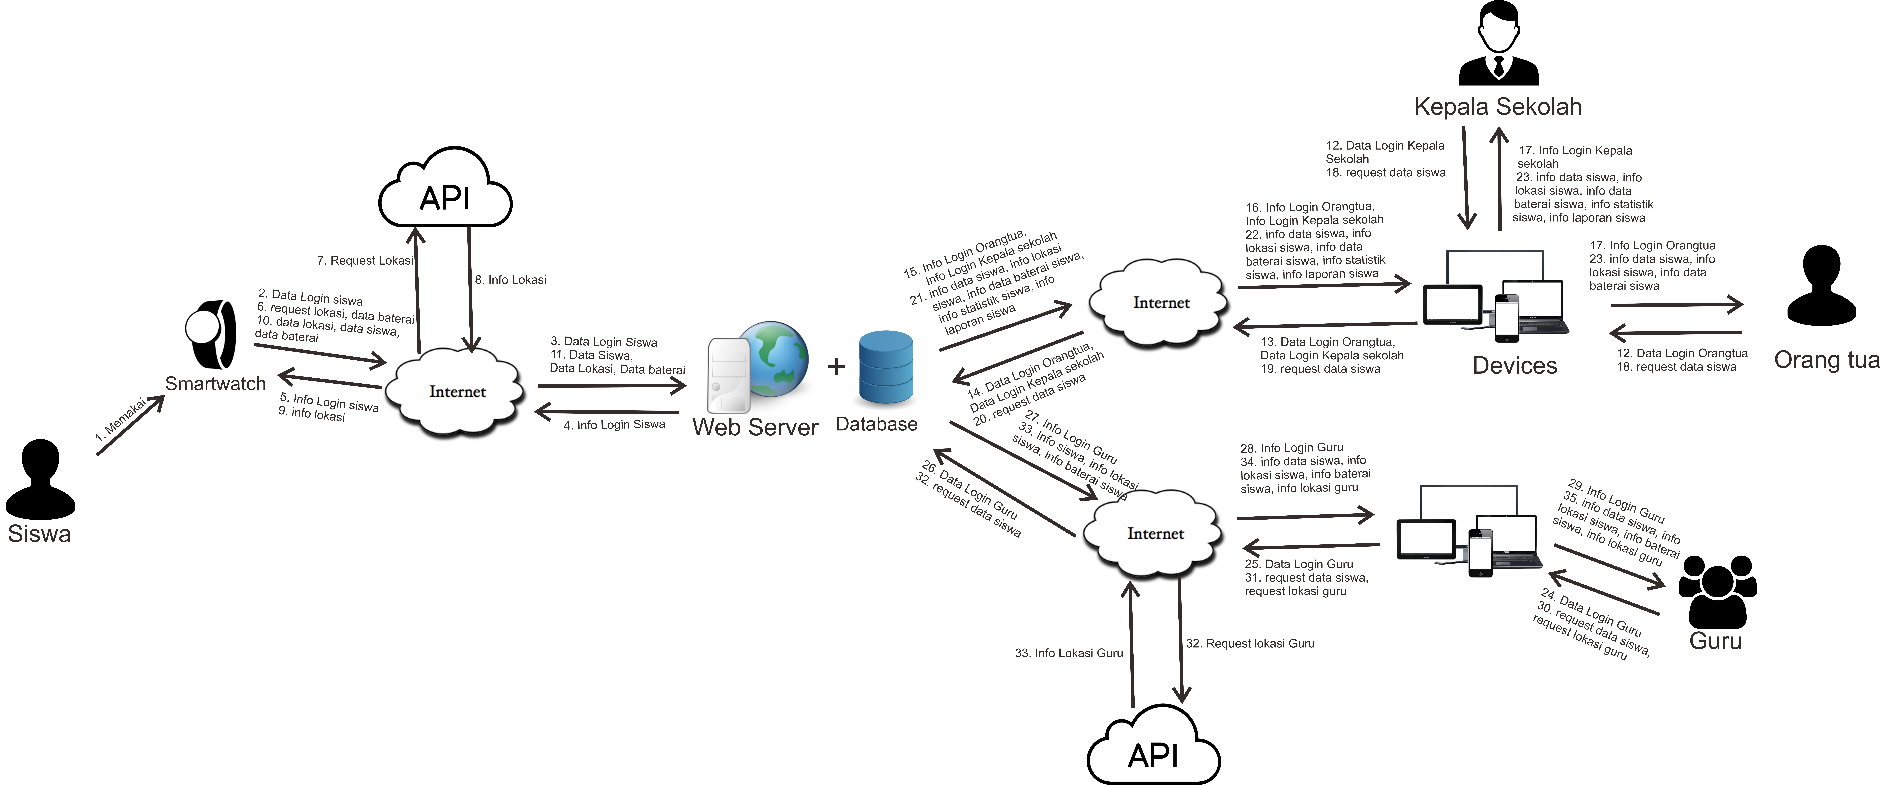 Kepala Sekolah
12. Data Login Kepala
Sekolah
18. request data siswa
17. Info Login Kepala
sekolah
23. info data siswa, info
lokasi siswa, info data
baterai siswa, info statistik
siswa, info laporan siswa
API
7. Request Lokasi
8. Info Lokasi
2. Data Login siswa
6. request lokasi, data baterai
10. data lokasi, data siswa,
data baterai
Smartwatch
5. Info Login siswa
9. info lokasi
1. Memakai
Siswa
Internet
3. Data Login Siswa
11. Data Siswa,
Data Lokasi, Data baterai
4. Info Login Siswa
Web Server
+
Database
15. Info Login Orangtua,
Info Login Kepala sekolah
21. info data siswa, info lokasi
siswa, info data baterai siswa,
info statistik siswa, info
laporan siswa
14. Data Login Orangtua,
Data Login Kepala sekolah
20. request data siswa
Internet
16. Info Login Orangtua,
Info Login Kepala sekolah
22. info data siswa, info
lokasi siswa, info data
baterai siswa, info statistik
siswa, info laporan siswa
13. Data Login Orangtua,
Data Login Kepala sekolah
19. request data siswa
Devices
17. Info Login Orangtua
23. info data siswa, info
lokasi siswa, info data
baterai siswa
12. Data Login Orangtua
18. request data siswa
Orang tua
27. Info Login Guru
33. Info siswa, info lokasi
siswa, info baterai siswa
26. Data Login Guru
32. request data siswa
Internet
28. Info Login Guru
34. info data siswa, info
lokasi siswa, info baterai
siswa, info lokasi guru
25. Data Login Guru
31. request data siswa,
request lokasi guru
29. Info Login Guru
35. info data siswa, info
lokasi siswa, info baterai
siswa, info lokasi guru
24. Data Login Guru
30. request data siswa,
request lokasi guru
Guru
33. Info Lokasi Guru
32. Request lokasi Guru
API